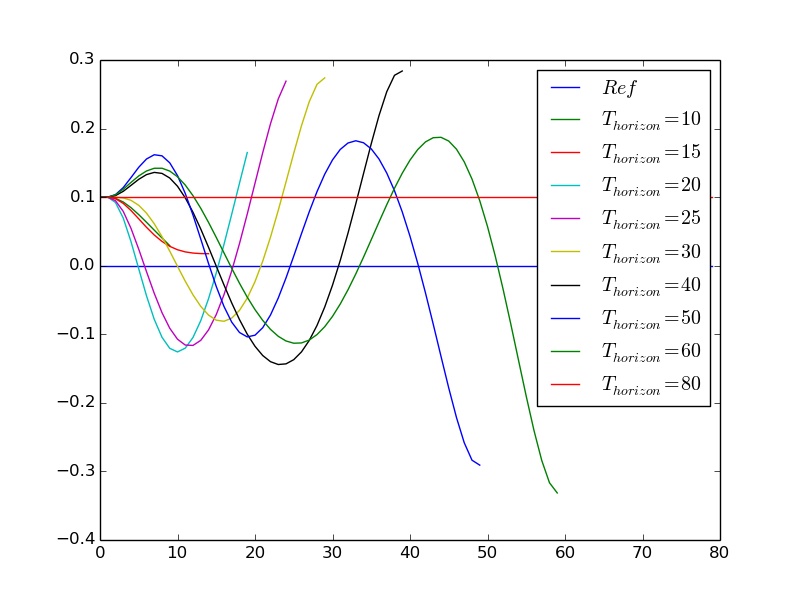 0.3
0.2
0.1
0.0
−0.1
−0.2
−0.3
−0.4
0 10 20 30 40 50 60 70 80
Ref
T_horizon=10
T_horizon=15
T_horizon=20
T_horizon=25
T_horizon=30
T_horizon=40
T_horizon=50
T_horizon=60
T_horizon=80